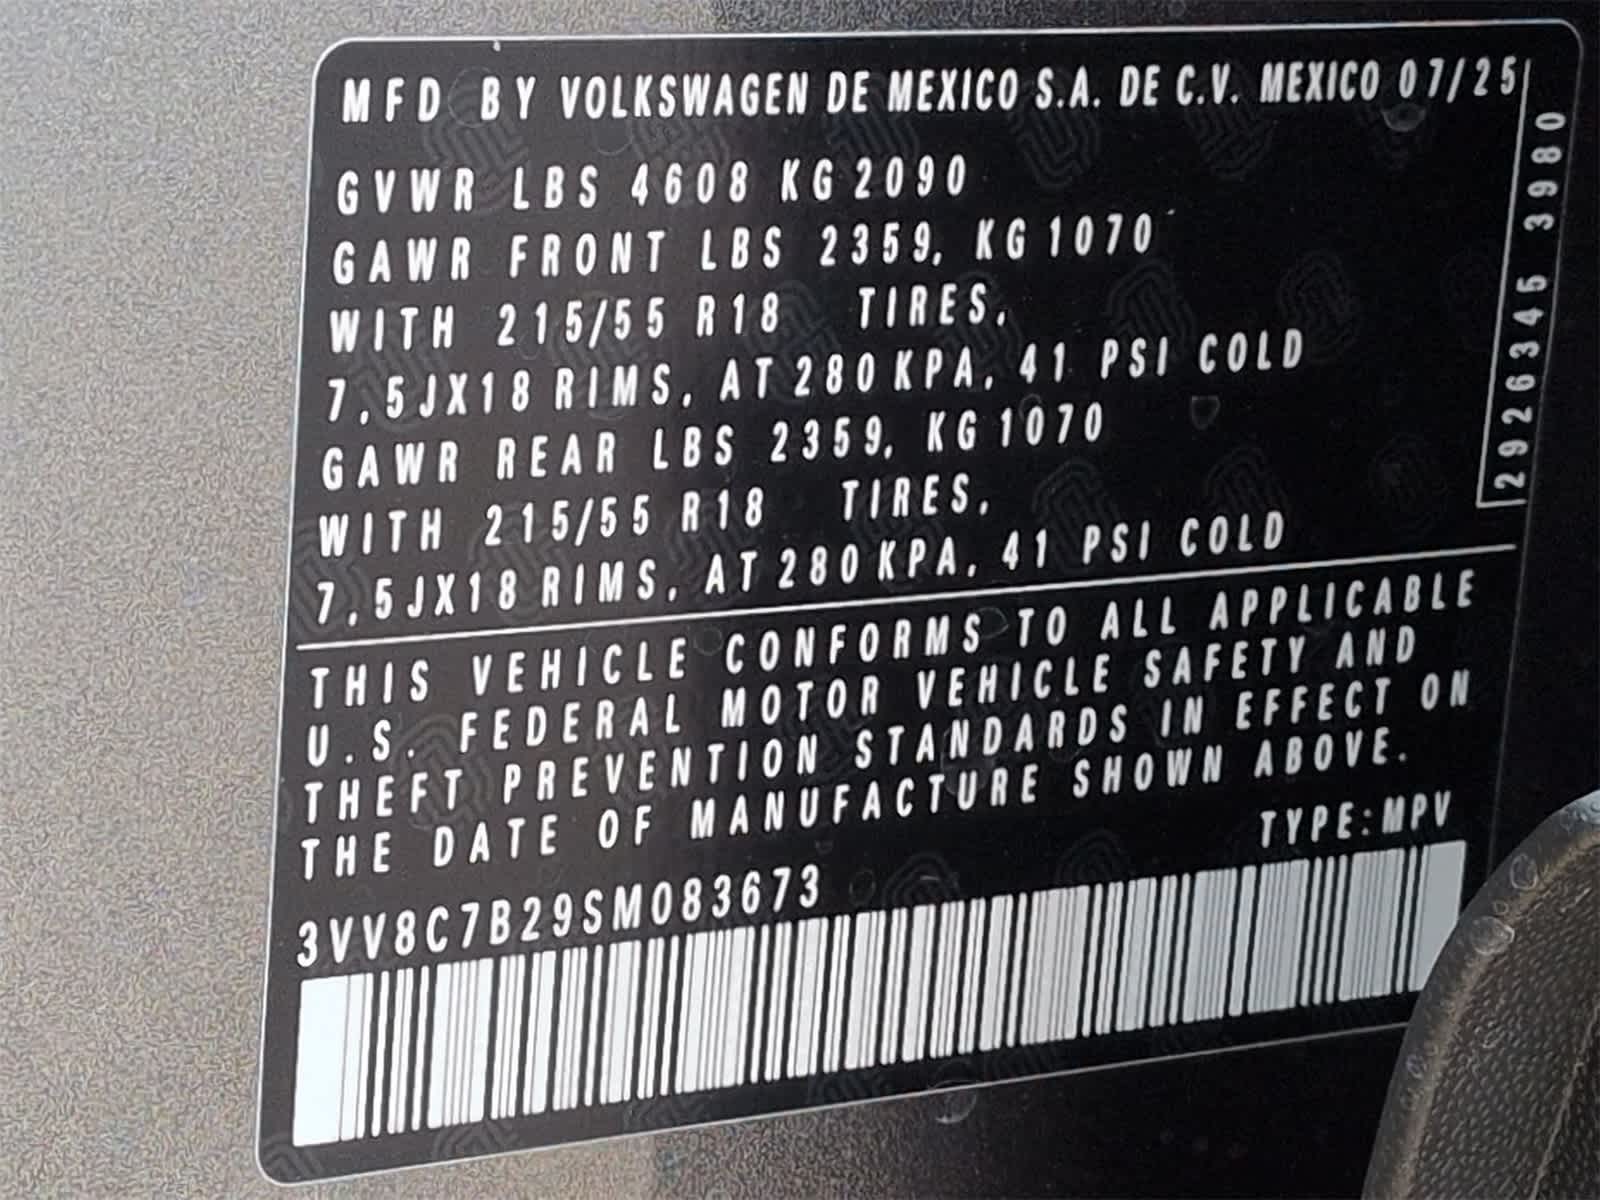 MFD BY VOLKSWAGEN DE MEXICO S.A. DE C.V. MEXICO 07/25
GVWR LBS 4608 KG 2090
GAWR FRONT LBS 2359, KG 1070
WITH 215/55 R18 TIRES,
7,5JX18 RIMS, AT 280 KPA, 41 PSI COLD
GAWR REAR LBS 2359, KG 1070
WITH 215/55 R18 TIRES,
7,5JX18 RIMS, AT 280 KPA, 41 PSI COLD
2926345 3980
THIS VEHICLE CONFORMS TO ALL APPLICABLE
U.S. FEDERAL MOTOR VEHICLE SAFETY AND
THEFT PREVENTION STANDARDS IN EFFECT ON
THE DATE OF MANUFACTURE SHOWN ABOVE.
TYPE:MPV
3VV8C7B29SM083673